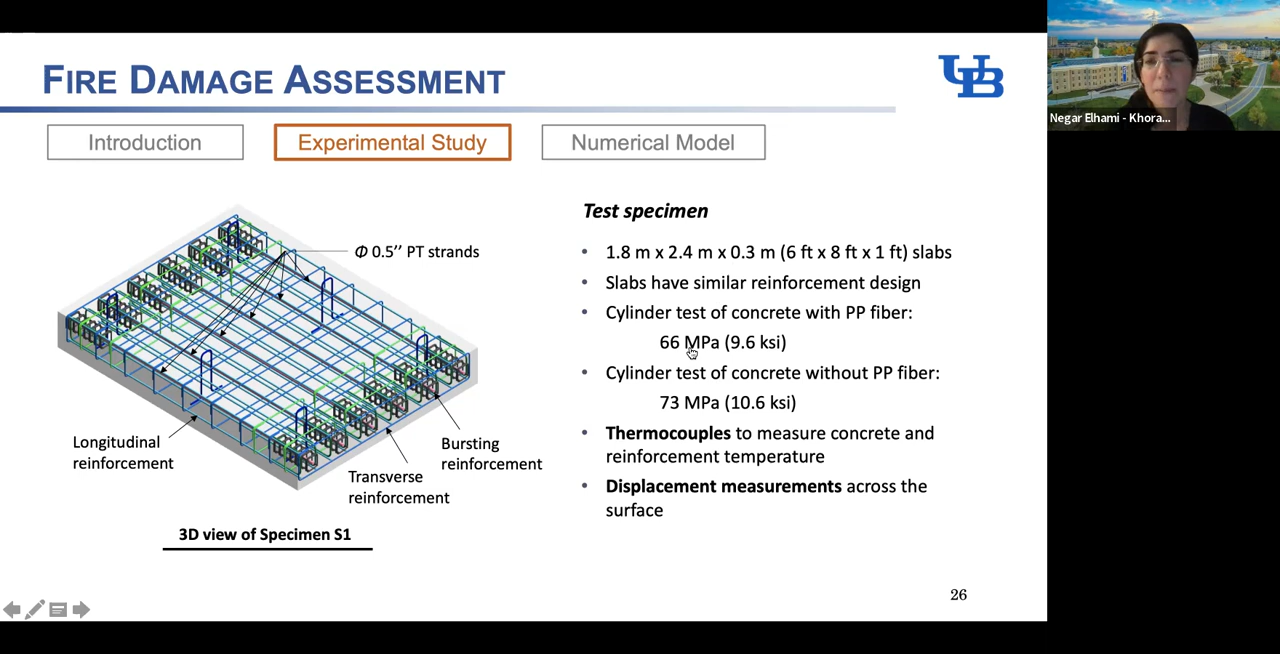 FIRE DAMAGE ASSESSMENT
UB
Negar Elhami - Khora...
Introduction
Experimental Study
Numerical Model
Φ 0.5’’ PT strands
Longitudinal
reinforcement
Transverse
reinforcement
Bursting
reinforcement
3D view of Specimen S1
Test specimen
• 1.8 m x 2.4 m x 0.3 m (6 ft x 8 ft x 1 ft) slabs
• Slabs have similar reinforcement design
• Cylinder test of concrete with PP fiber:
66 MPa (9.6 ksi)
• Cylinder test of concrete without PP fiber:
73 MPa (10.6 ksi)
• Thermocouples to measure concrete and
reinforcement temperature
• Displacement measurements across the
surface
26